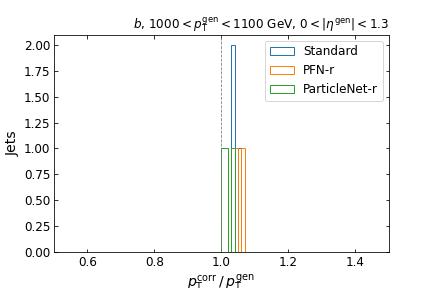 b, 1000 < p_T^gen < 1100 GeV, 0 < |η^gen| < 1.3
2.00
1.75
1.50
1.25
1.00
0.75
0.50
0.25
0.00
Jets
Standard
PFN-r
ParticleNet-r
0.6 0.8 1.0 1.2 1.4
p_T^corr / p_T^gen